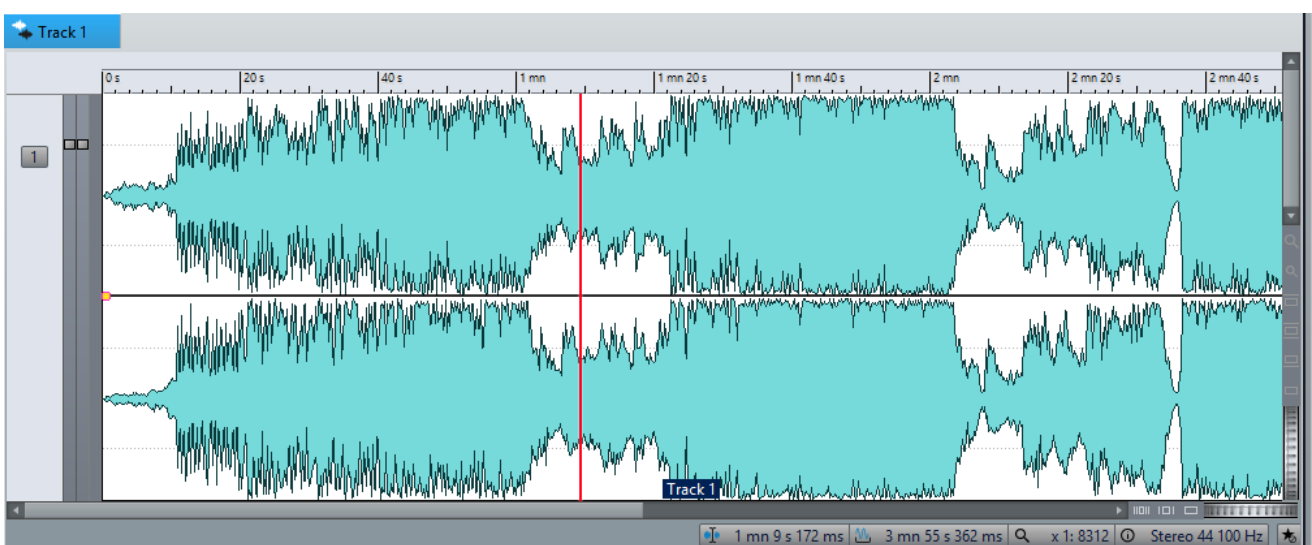 Track 1
0 s 20 s 40 s 1 mn 1 mn 20 s 1 mn 40 s 2 mn 2 mn 20 s 2 mn 40 s
1
Track 1
1 mn 9 s 172 ms 3 mn 55 s 362 ms x 1: 8312 Stereo 44 100 Hz